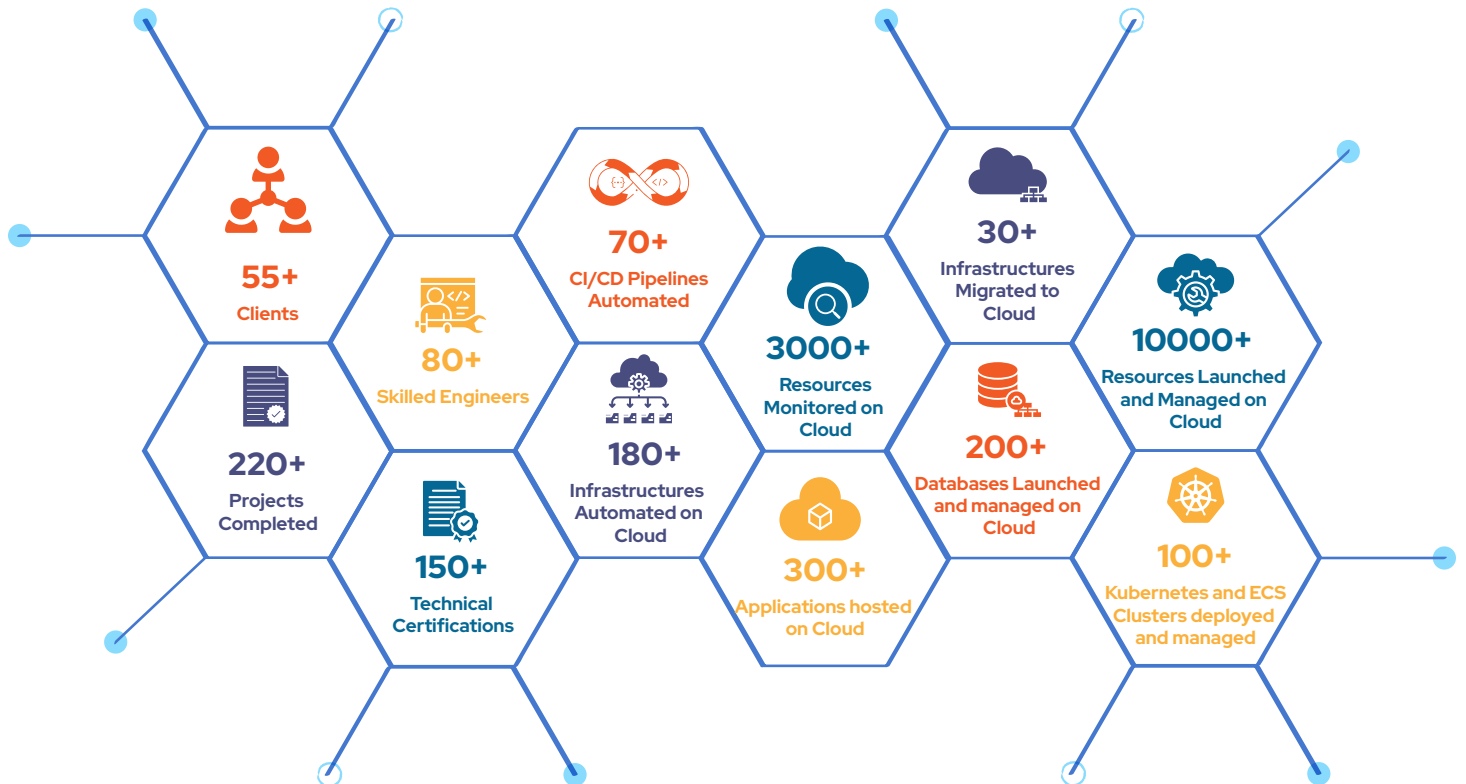 55+
Clients
220+
Projects
Completed
80+
Skilled Engineers
150+
Technical
Certifications
{--}
</>
70+
CI/CD Pipelines
Automated
180+
Infrastructures
Automated on
Cloud
3000+
Resources
Monitored on
Cloud
300+
Applications hosted
on Cloud
30+
Infrastructures
Migrated to
Cloud
200+
Databases Launched
and managed on
Cloud
10000+
Resources Launched
and Managed on
Cloud
100+
Kubernetes and ECS
Clusters deployed
and managed